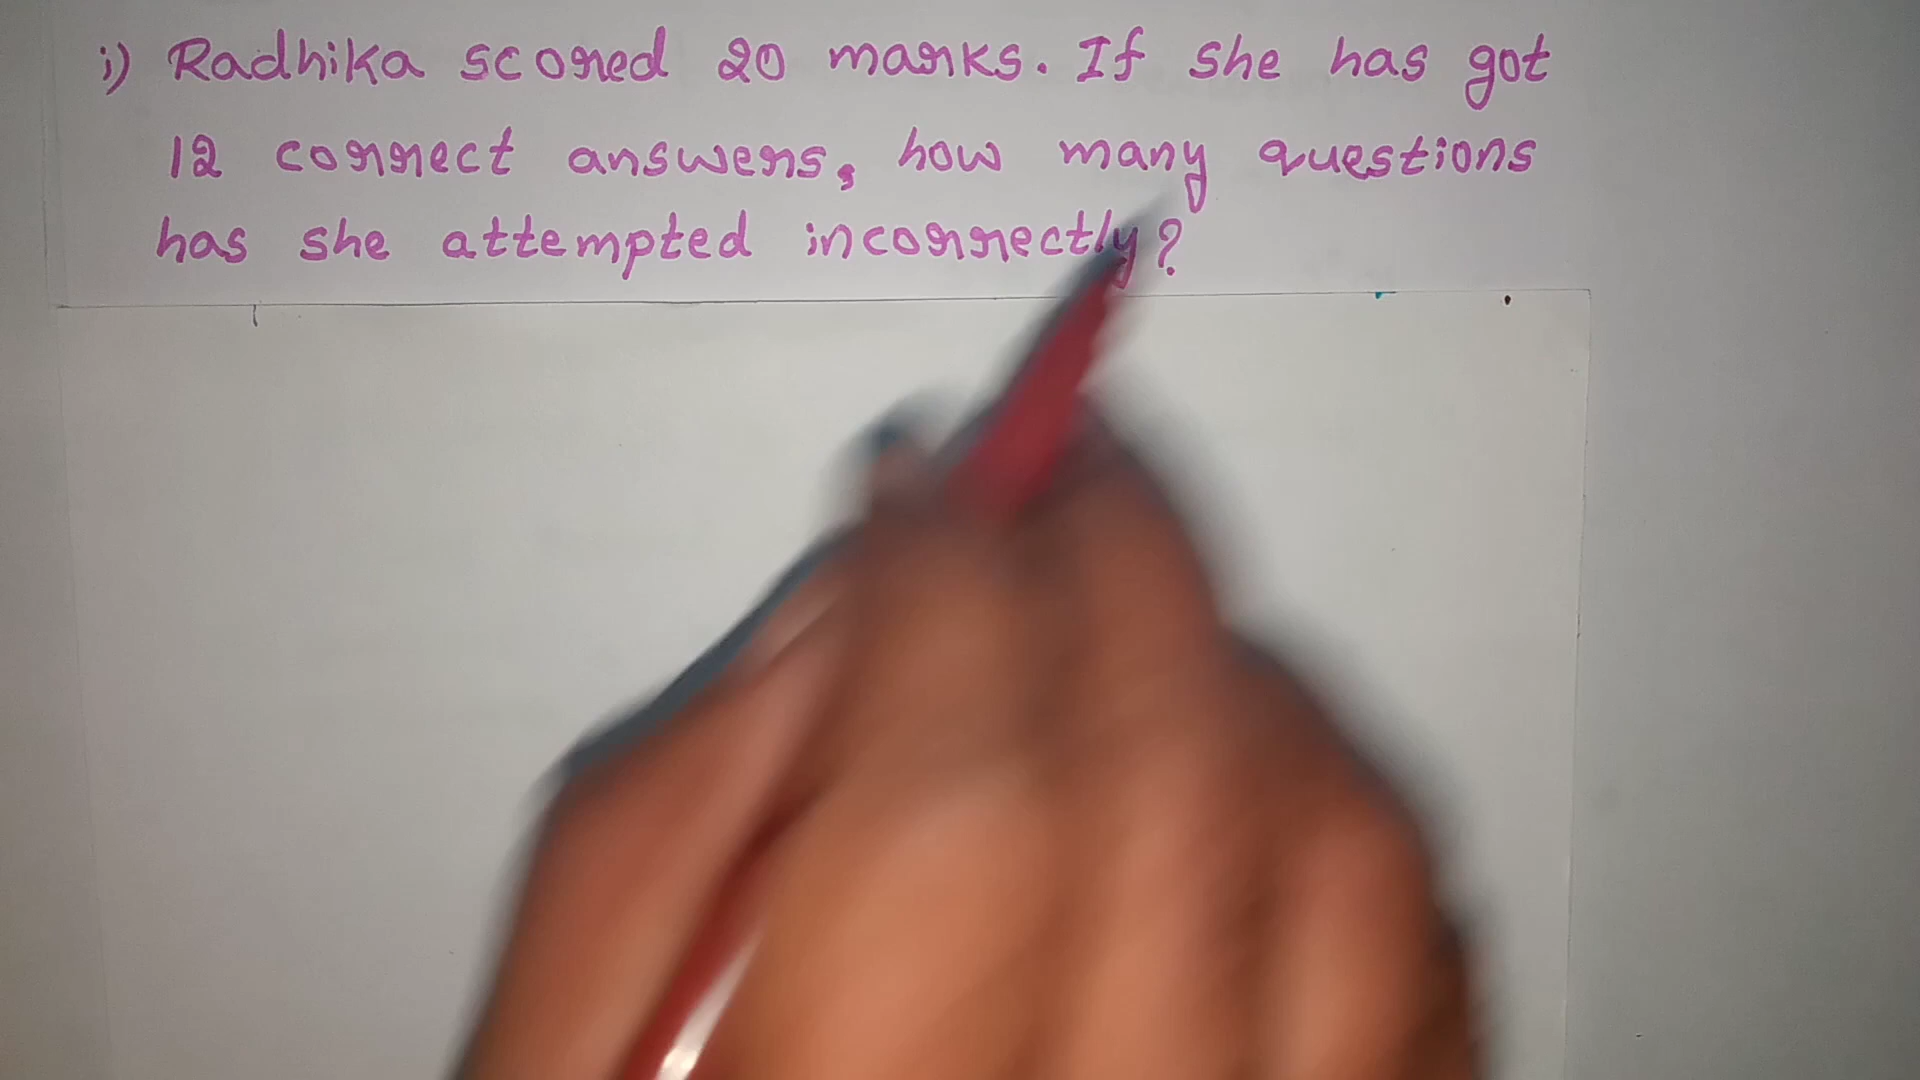 i) Radhika scored 20 marks. If she has got
12 correct answers, how many questions
has she attempted incorrectly?